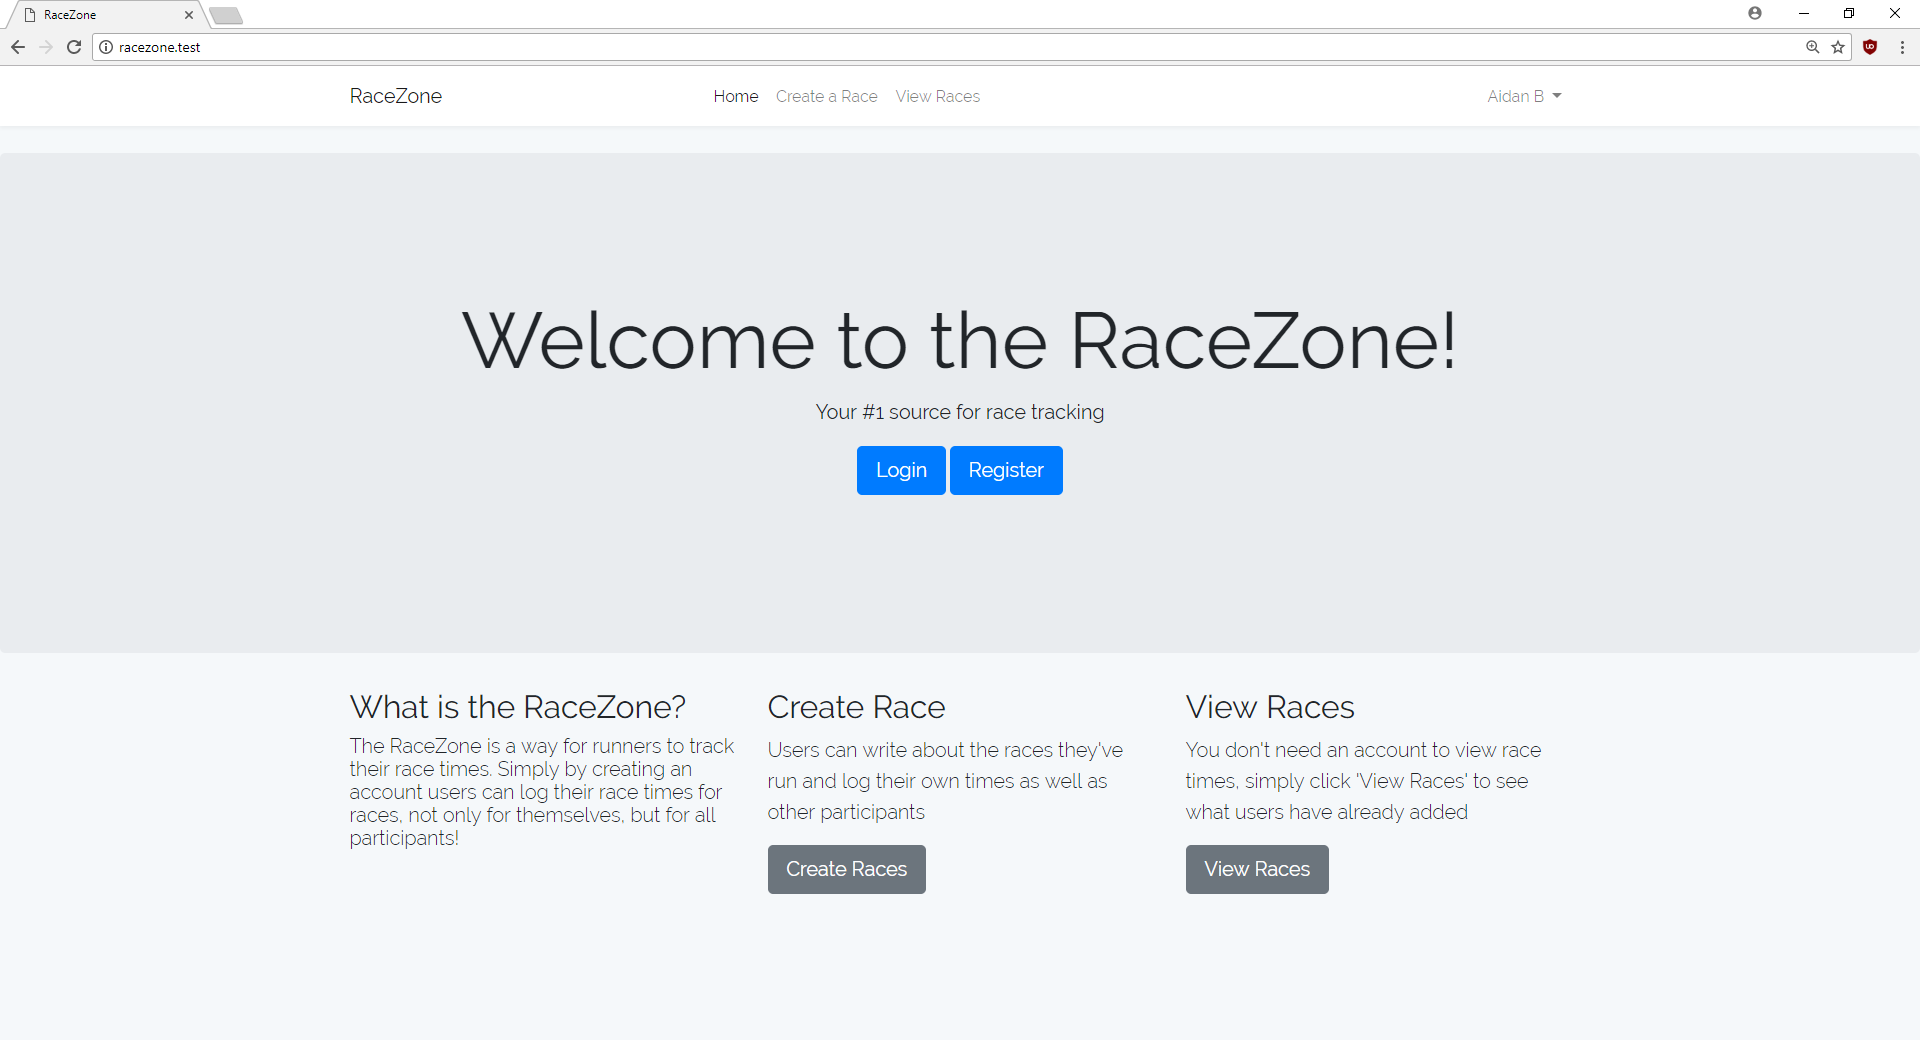 RaceZone
racezone.test
RaceZone Home Create a Race View Races Aidan B
Welcome to the RaceZone!
Your #1 source for race tracking
Login Register
What is the RaceZone?
The RaceZone is a way for runners to track
their race times. Simply by creating an
account users can log their race times for
races, not only for themselves, but for all
participants!
Create Race
Users can write about the races they've
run and log their own times as well as
other participants
Create Races
View Races
You don't need an account to view race
times, simply click 'View Races' to see
what users have already added
View Races